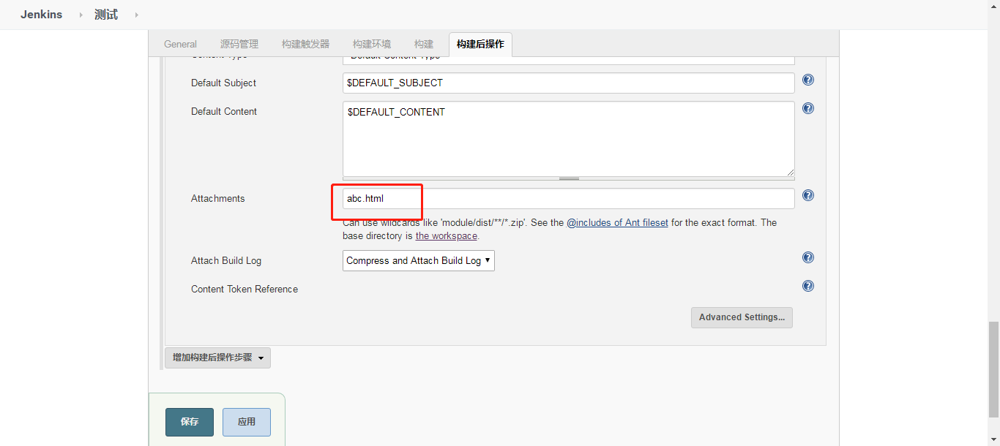 Jenkins 测试
General 源码管理 构建触发器 构建环境 构建 构建后操作
Content Type Default Content Type
Default Subject $DEFAULT_SUBJECT
Default Content $DEFAULT_CONTENT
Attachments abc.html
Can use wildcards like 'module/dist/**/*.zip'. See the @includes of Ant fileset for the exact format. The
base directory is the workspace.
Attach Build Log Compress and Attach Build Log
Content Token Reference
Advanced Settings...
增加构建后操作步骤
保存 应用